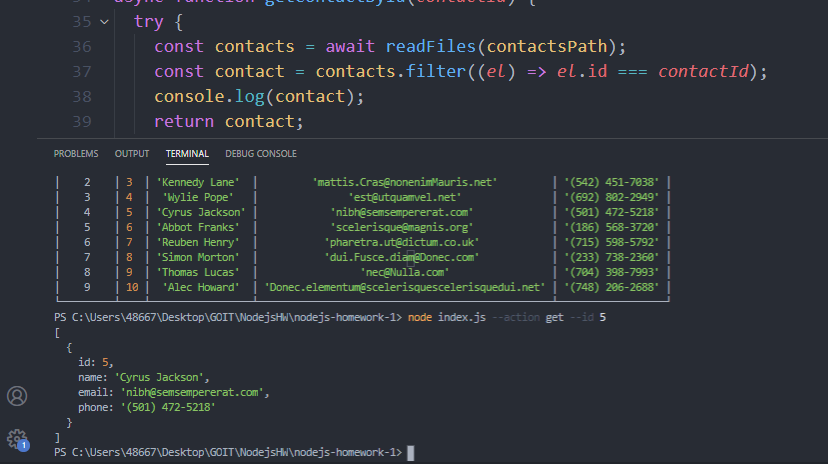 async function getContactById(contactId) {
35 try {
36 const contacts = await readFiles(contactsPath);
37 const contact = contacts.filter((el) => el.id === contactId);
38 console.log(contact);
39 return contact;
PROBLEMS OUTPUT TERMINAL DEBUG CONSOLE
| 2 | 3 | 'Kennedy Lane' | 'mattis.Cras@nonenimMauris.net' | '(542) 451-7038' |
| 3 | 4 | 'Wylie Pope' | 'est@utquamvel.net' | '(692) 802-2949' |
| 4 | 5 | 'Cyrus Jackson' | 'nibh@semsempererat.com' | '(501) 472-5218' |
| 5 | 6 | 'Abbot Franks' | 'scelerisque@magnis.org' | '(186) 568-3720' |
| 6 | 7 | 'Reuben Henry' | 'pharetra.ut@dictum.co.uk' | '(715) 598-5792' |
| 7 | 8 | 'Simon Morton' | 'dui.Fusce.diam@Donec.com' | '(233) 738-2360' |
| 8 | 9 | 'Thomas Lucas' | 'nec@Nulla.com' | '(704) 398-7993' |
| 9 | 10 | 'Alec Howard' | 'Donec.elementum@scelerisquescelerisquedui.net' | '(748) 206-2688' |
PS C:\Users\48667\Desktop\GOIT\NodejsHW\nodejs-homework-1> node index.js --action get --id 5
[
{
id: 5,
name: 'Cyrus Jackson',
email: 'nibh@semsempererat.com',
phone: '(501) 472-5218'
}
]
PS C:\Users\48667\Desktop\GOIT\NodejsHW\nodejs-homework-1>
1